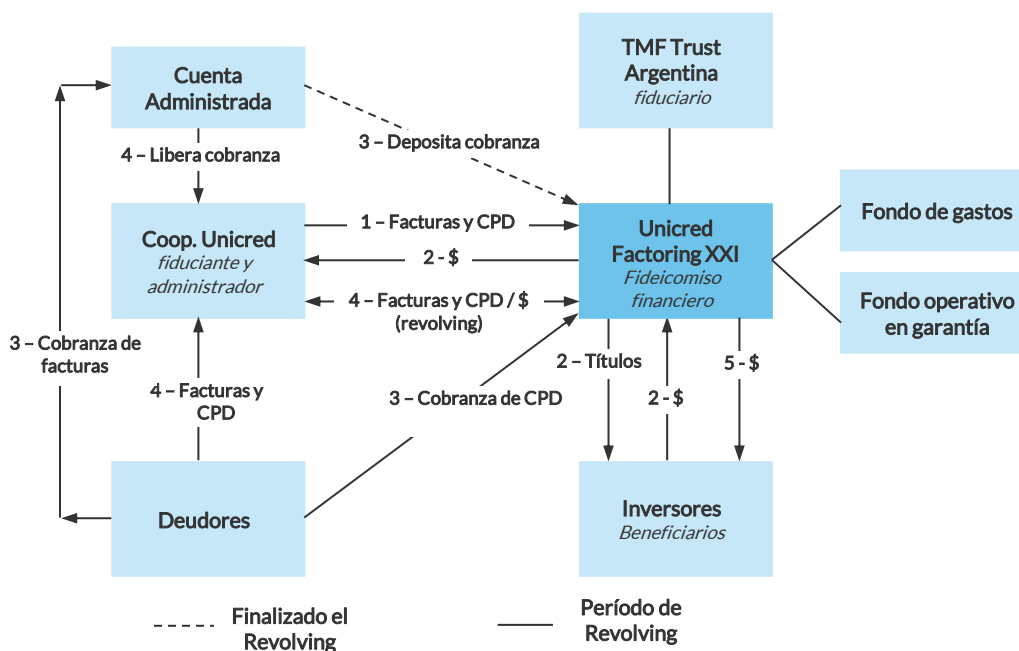 Cuenta
Administrada
TMF Trust
Argentina
fiduciario
3 – Deposita cobranza
4 – Libera cobranza
Coop. Unicred
fiduciante y
administrador
1 – Facturas y CPD
2 - $
4 – Facturas y CPD / $
(revolving)
Unicred
Factoring XXI
Fideicomiso
financiero
Fondo de gastos
Fondo operativo
en garantía
3 – Cobranza de
facturas
4 – Facturas y
CPD
3 – Cobranza de CPD
2 – Títulos
2 - $
5 - $
Deudores
Inversores
Beneficiarios
Finalizado el
Revolving
Período de
Revolving